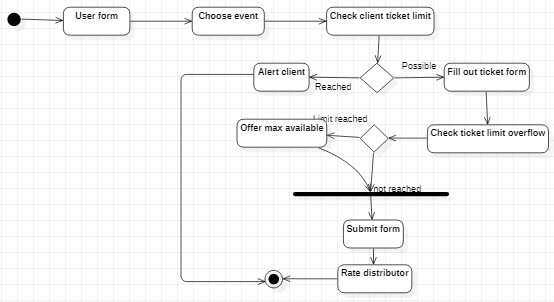 User form
Choose event
Check client ticket limit
Possible
Alert client
Reached
Fill out ticket form
Limit reached
Offer max available
Check ticket limit overflow
not reached
Submit form
Rate distributor